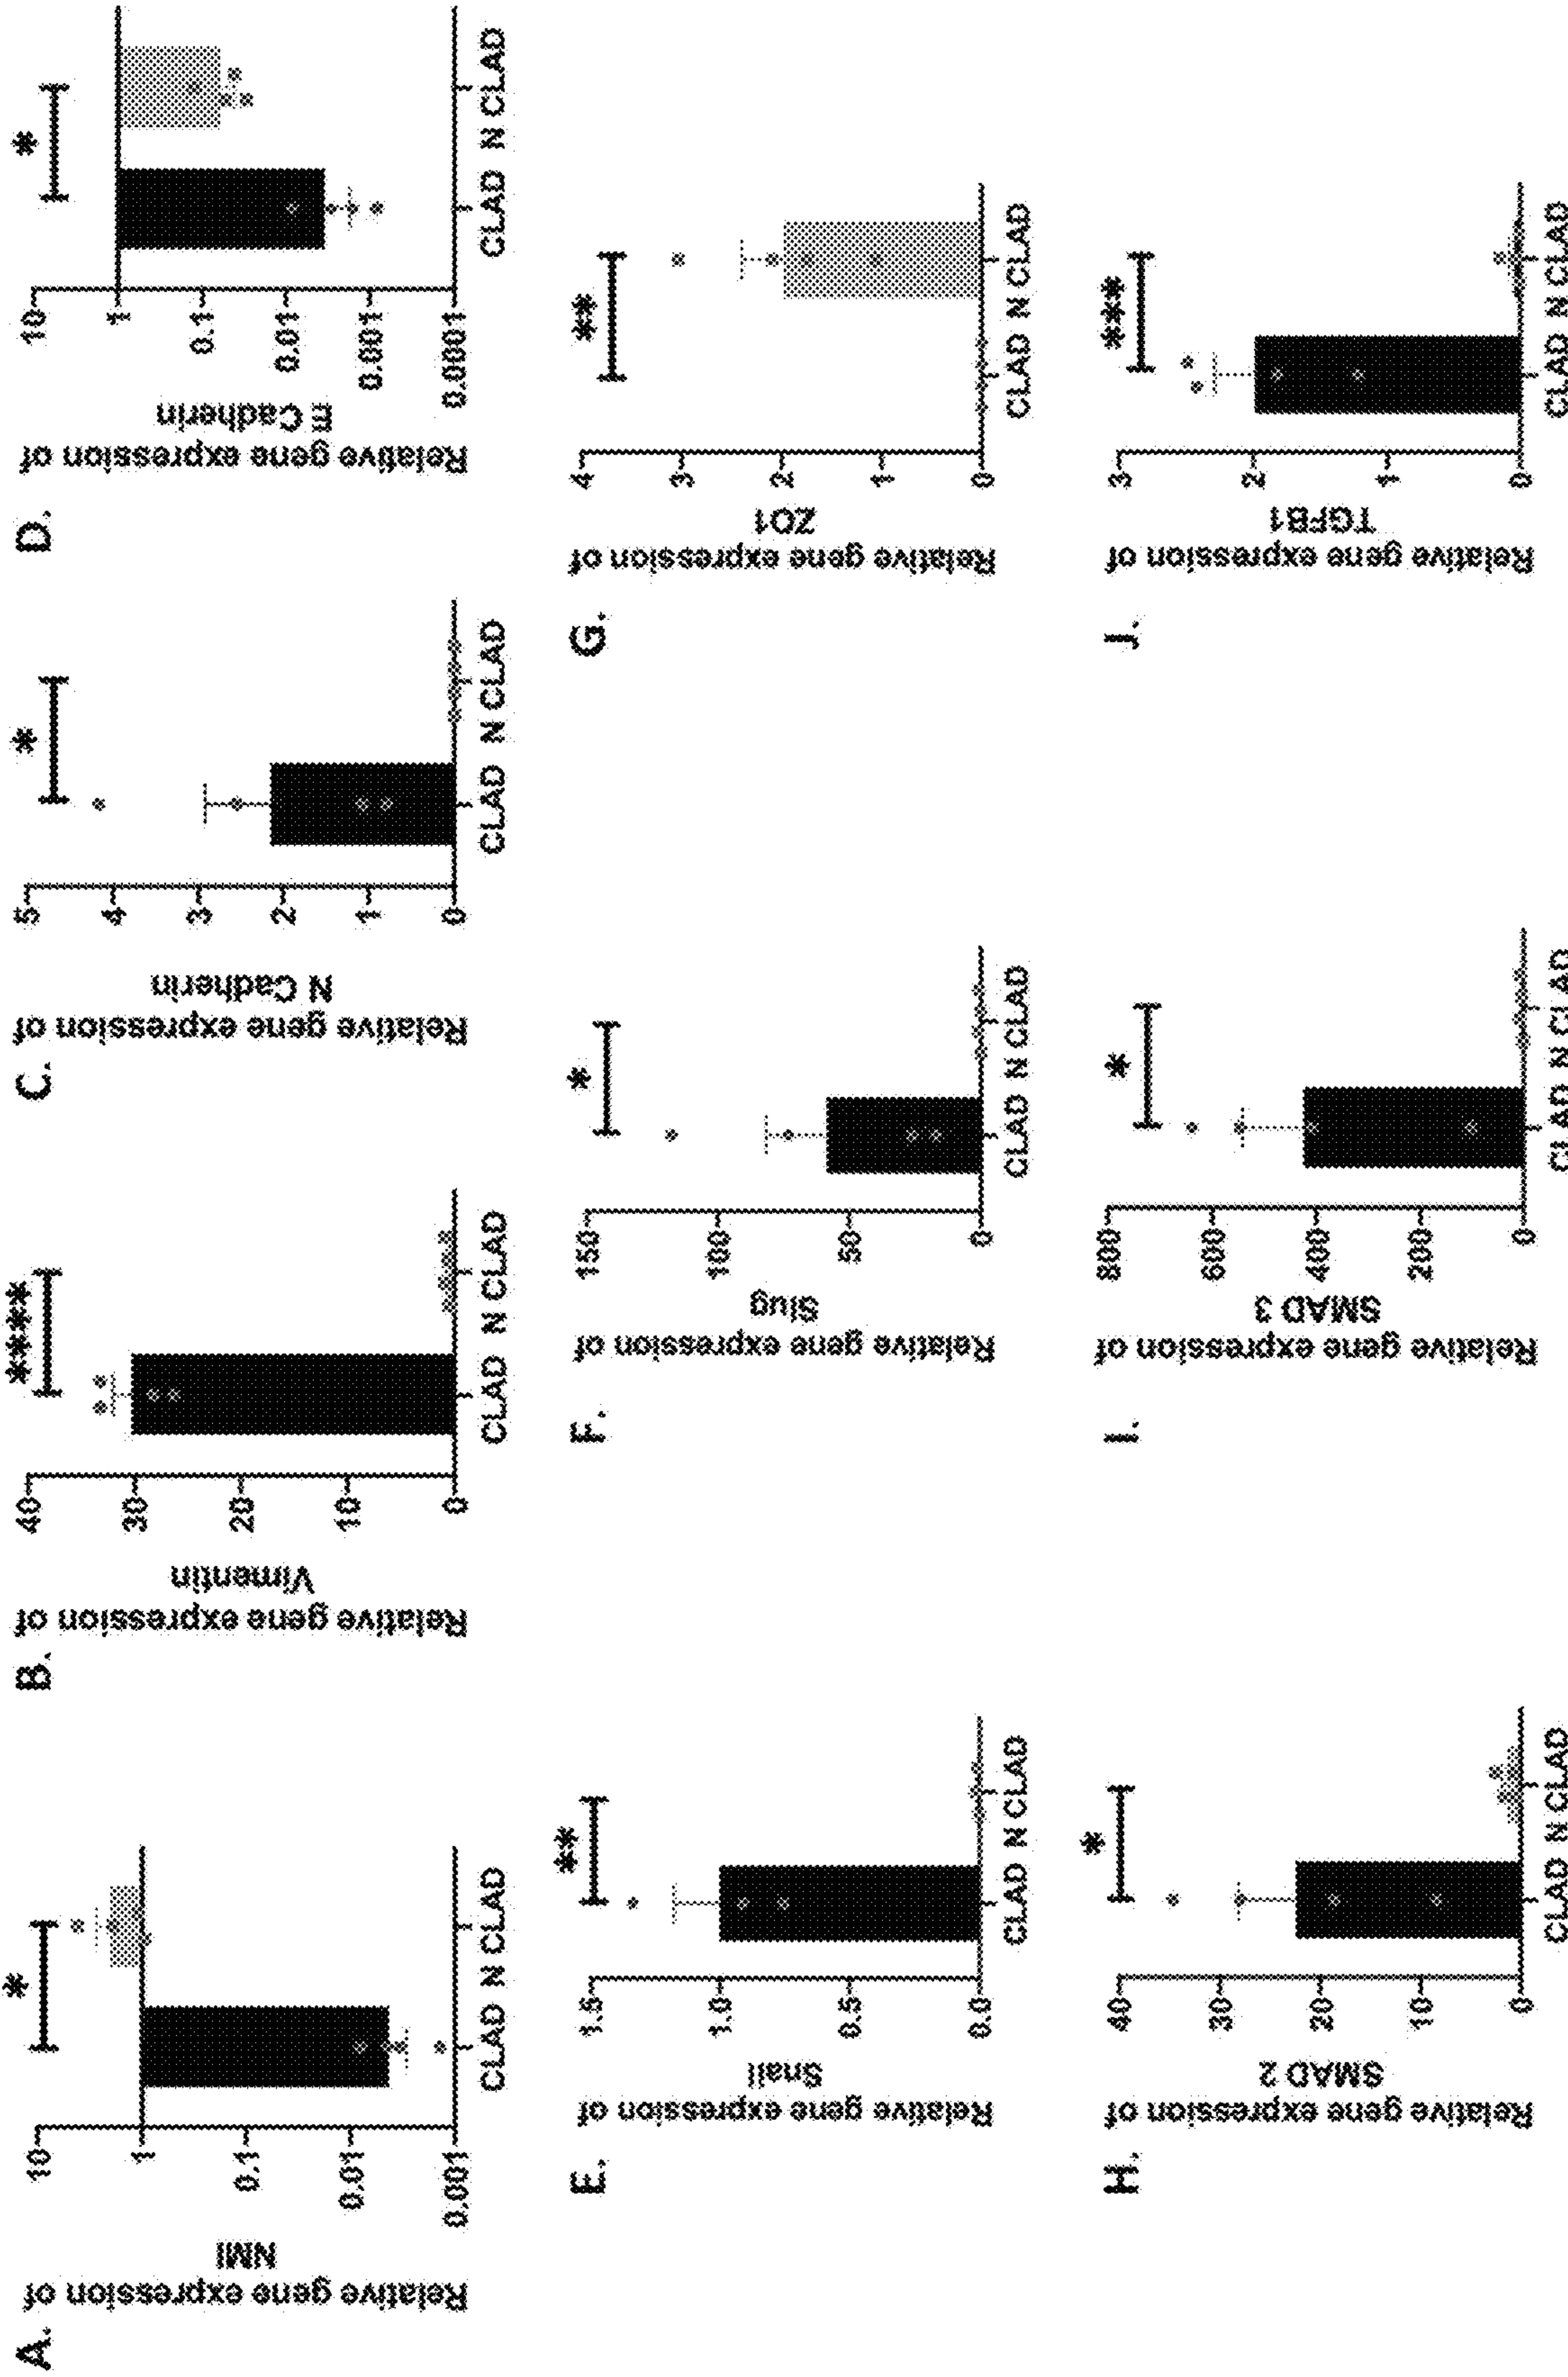 A.
Relative gene expression of
NMI
10
1
0.1
0.01
0.001
*
CLAD N CLAD
B.
Relative gene expression of
Vimentin
40
30
20
10
0
****
CLAD N CLAD
C.
Relative gene expression of
N Cadherin
5
4
3
2
1
0
*
CLAD N CLAD
D.
Relative gene expression of
E Cadherin
10
1
0.1
0.01
0.001
0.0001
*
CLAD N CLAD
E.
Relative gene expression of
Snail
1.5
1.0
0.5
0.0
**
CLAD N CLAD
F.
Relative gene expression of
Slug
150
100
50
0
*
CLAD N CLAD
G.
Relative gene expression of
ZO1
4
3
2
1
0
**
CLAD N CLAD
H.
Relative gene expression of
SMAD 2
40
30
20
10
0
*
CLAD N CLAD
I.
Relative gene expression of
SMAD 3
800
600
400
200
0
*
CLAD N CLAD
J.
Relative gene expression of
TGFB1
3
2
1
0
***
CLAD N CLAD